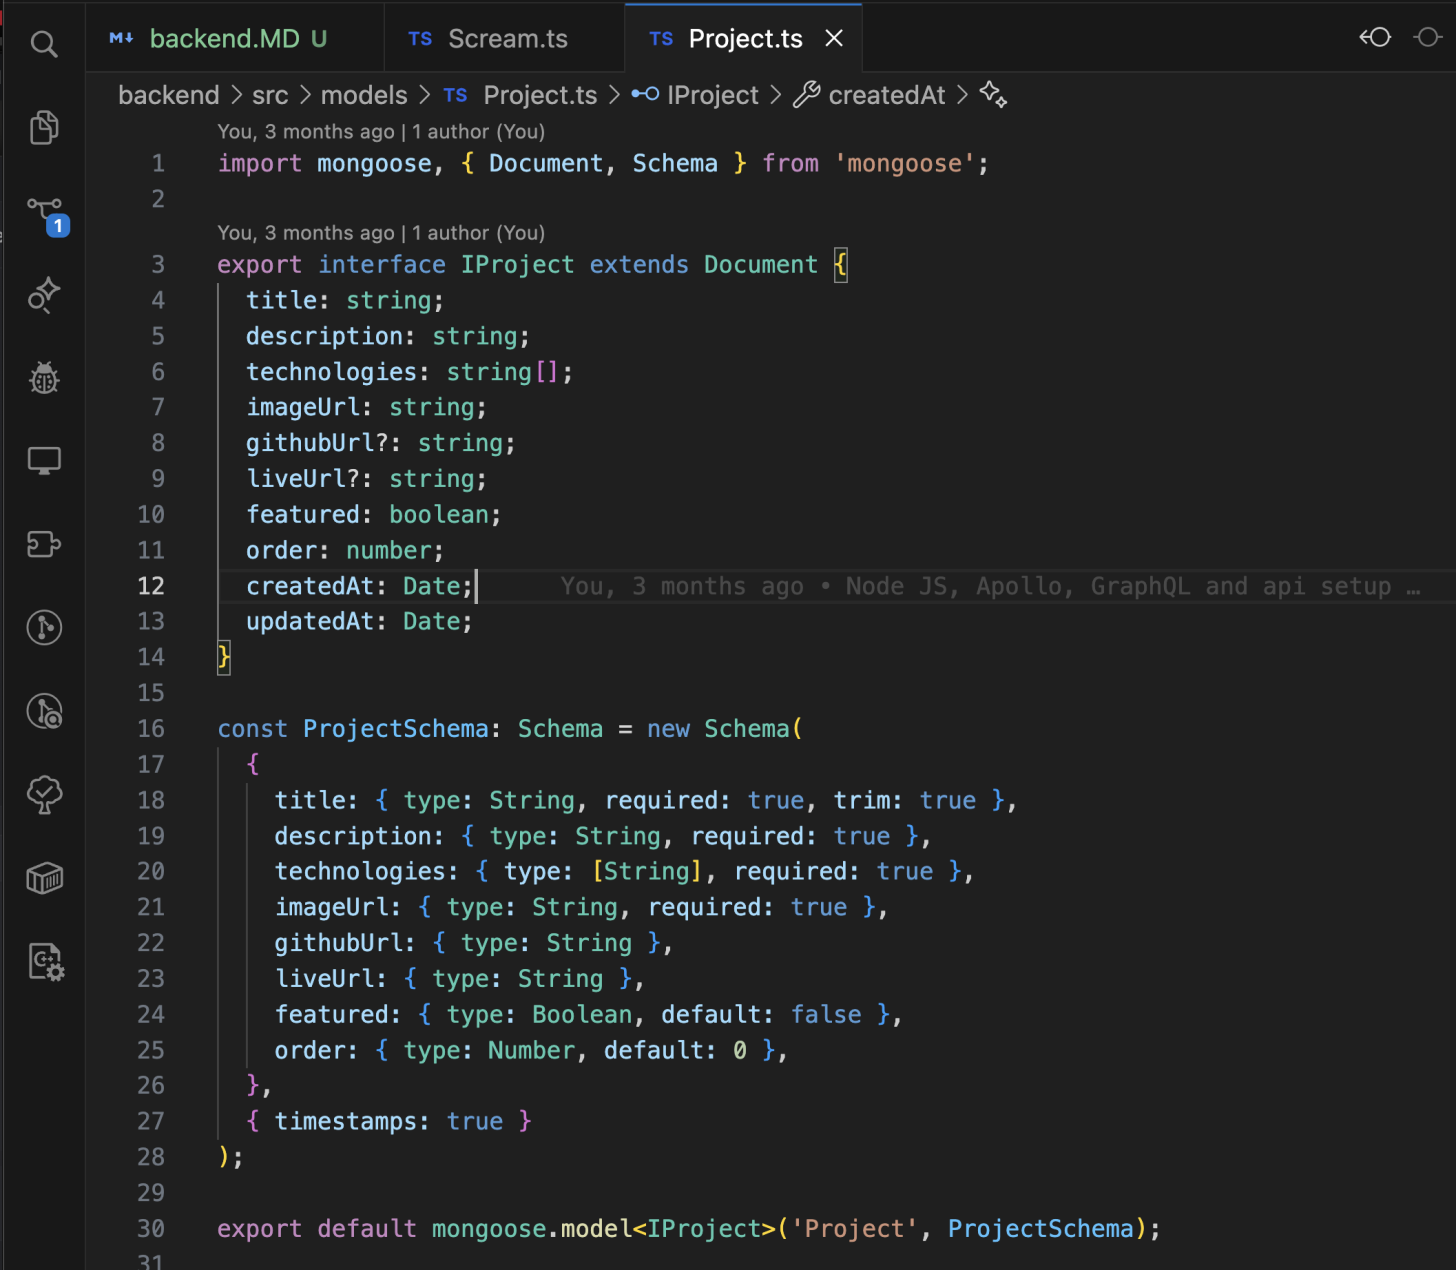 backend.MD U
TS Scream.ts
TS Project.ts
backend > src > models > TS Project.ts > IProject > createdAt >
You, 3 months ago | 1 author (You)
1 import mongoose, { Document, Schema } from 'mongoose';
2
You, 3 months ago | 1 author (You)
3 export interface IProject extends Document {
4 title: string;
5 description: string;
6 technologies: string[];
7 imageUrl: string;
8 githubUrl?: string;
9 liveUrl?: string;
10 featured: boolean;
11 order: number;
12 createdAt: Date; You, 3 months ago • Node JS, Apollo, GraphQL and api setup …
13 updatedAt: Date;
14 }
15
16 const ProjectSchema: Schema = new Schema(
17 {
18 title: { type: String, required: true, trim: true },
19 description: { type: String, required: true },
20 technologies: { type: [String], required: true },
21 imageUrl: { type: String, required: true },
22 githubUrl: { type: String },
23 liveUrl: { type: String },
24 featured: { type: Boolean, default: false },
25 order: { type: Number, default: 0 },
26 },
27 { timestamps: true }
28 );
29
30 export default mongoose.model<IProject>('Project', ProjectSchema);
31
1